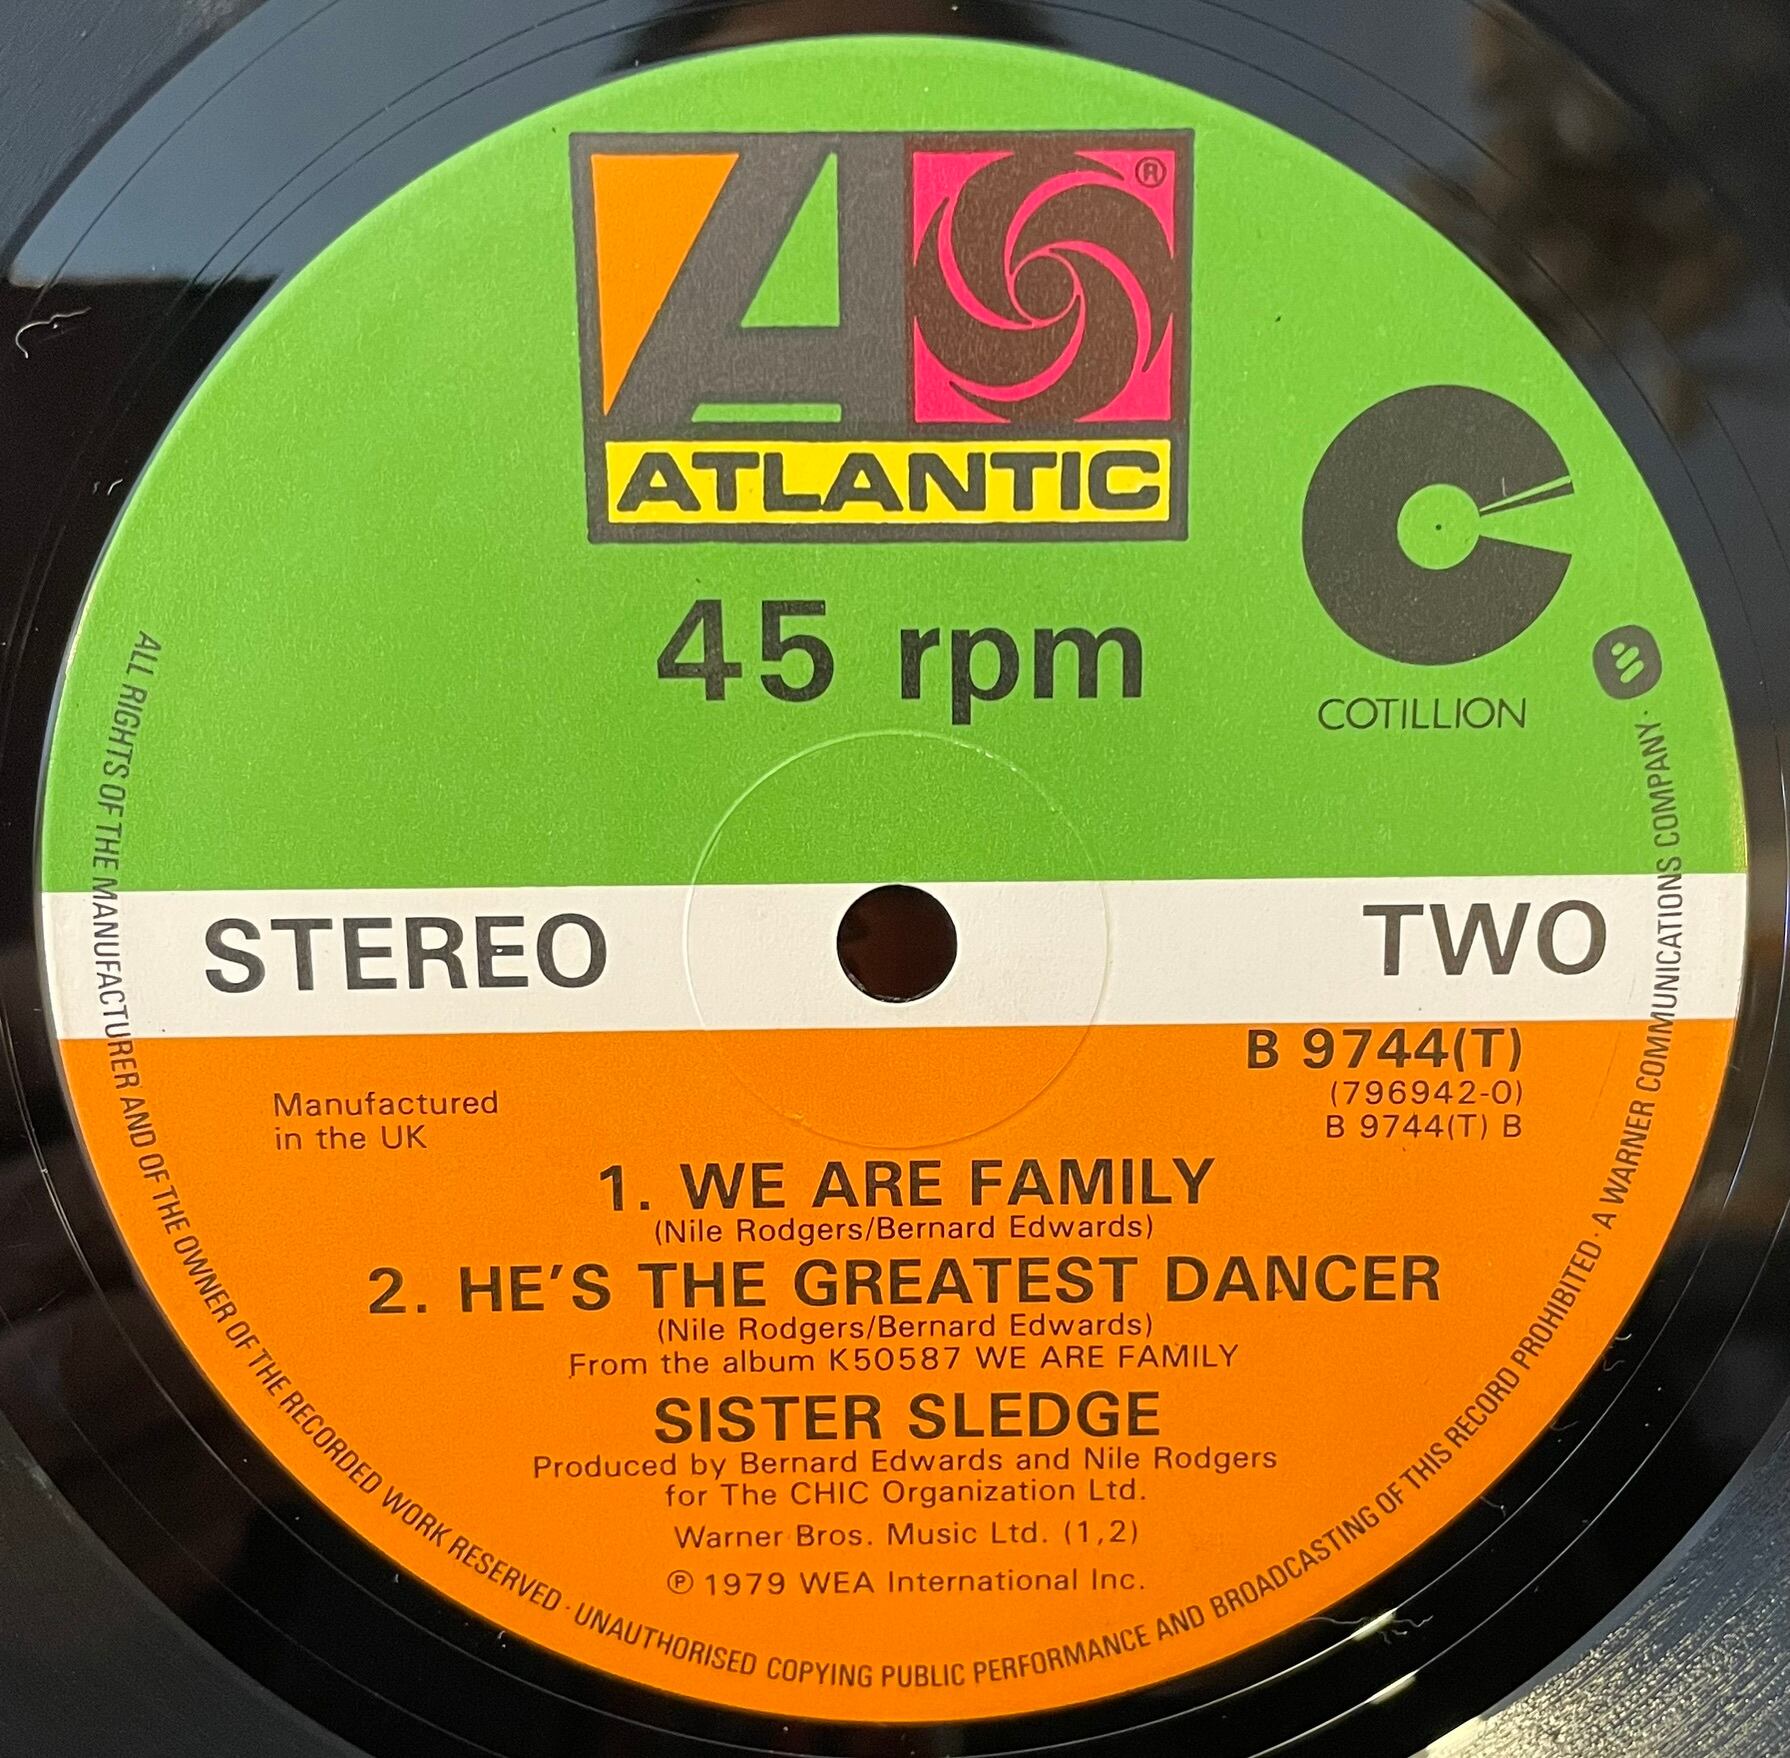 A
®
ATLANTIC
45 rpm
COTILLION
STEREO
TWO
B 9744(T)
(796942-0)
B 9744(T) B
Manufactured
in the UK
1. WE ARE FAMILY
(Nile Rodgers/Bernard Edwards)
2. HE'S THE GREATEST DANCER
(Nile Rodgers/Bernard Edwards)
From the album K50587 WE ARE FAMILY
SISTER SLEDGE
Produced by Bernard Edwards and Nile Rodgers
for The CHIC Organization Ltd.
Warner Bros. Music Ltd. (1,2)
℗ 1979 WEA International Inc.
ALL RIGHTS OF THE MANUFACTURER AND OF THE OWNER OF THE RECORDED WORK RESERVED · UNAUTHORISED COPYING PUBLIC PERFORMANCE AND BROADCASTING OF THIS RECORD PROHIBITED · A WARNER COMMUNICATIONS COMPANY ·